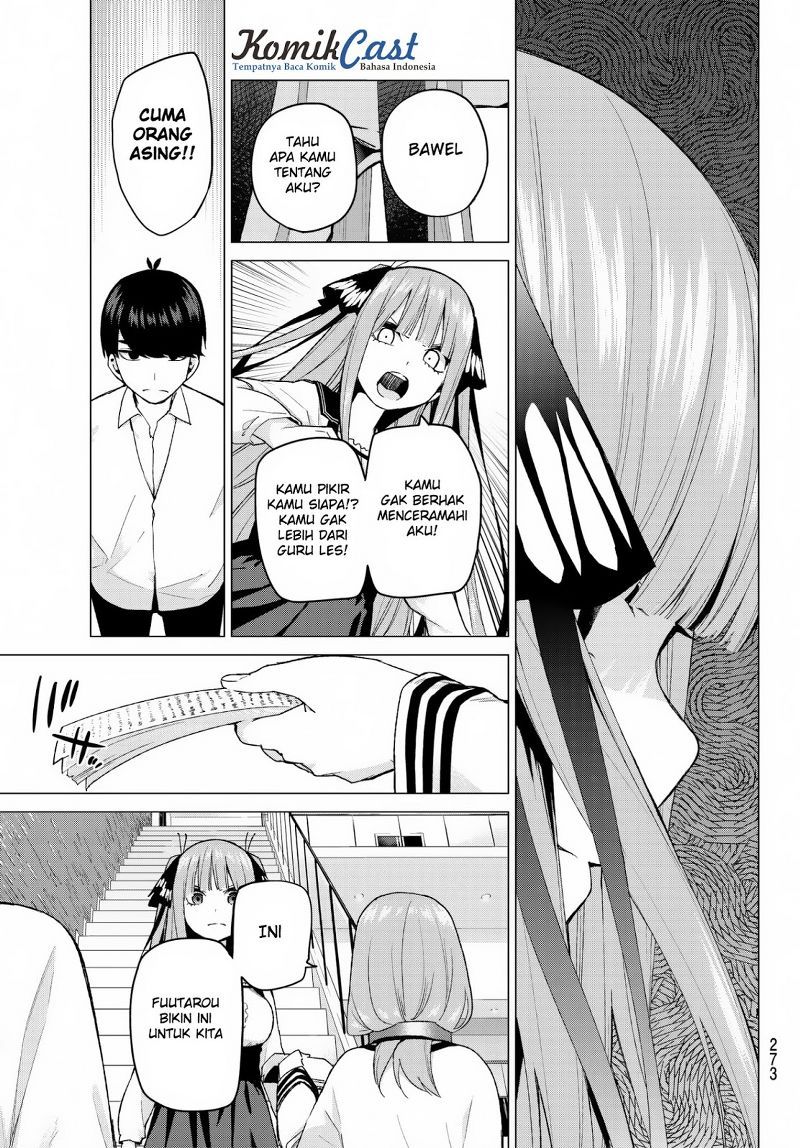 KomikCast
Tempatnya Baca Komik Bahasa Indonesia
BAWEL
TAHU
APA KAMU
TENTANG
AKU?
KAMU
GAK BERHAK
MENCERAMAHI
AKU!
KAMU PIKIR
KAMU SIAPA!?
KAMU GAK
LEBIH DARI
GURU LES!
CUMA
ORANG
ASING!!
INI
FUUTAROU
BIKIN INI
UNTUK KITA
273